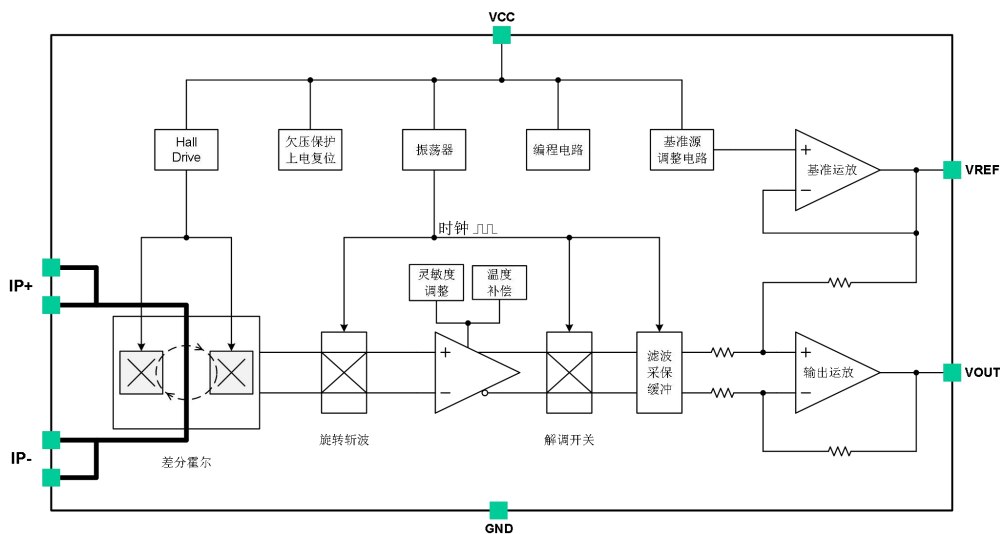 VCC
Hall
Drive
欠压保护
上电复位
振荡器
编程电路
基准源
调整电路
+
−
基准运放
VREF
时钟
IP+
灵敏度
调整
温度
补偿
+
−
滤波
采保
缓冲
+
−
输出运放
VOUT
IP-
差分霍尔
旋转斩波
解调开关
GND